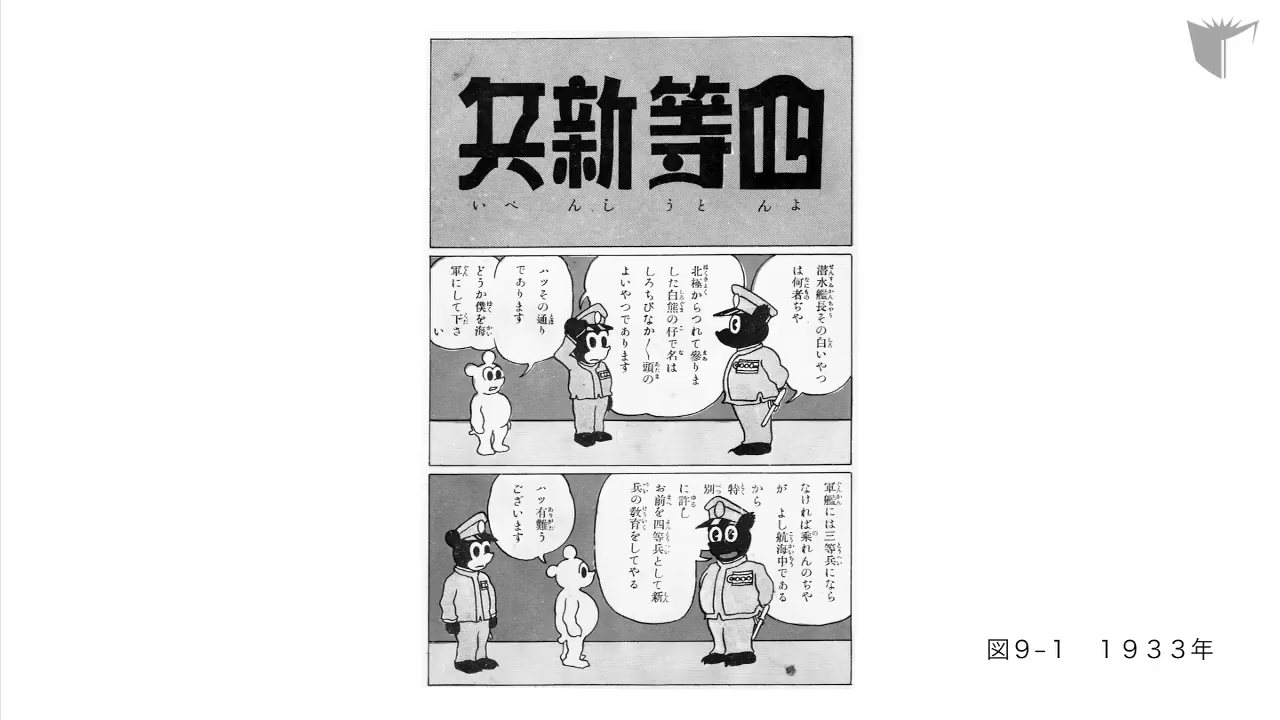 四等新兵
よんとうしんぺい
潜水艦長その白いやつ
は何者ぢや
北極からつれて參りま
した白熊の仔で名は
しろちびなか〳〵頭の
よいやつであります
ハツその通り
であります
どうか僕を海
軍にして下さ
い
軍艦には三等兵になら
なければ乗れんのぢや
が よし航海中である
から
特別
に許し
お前を四等兵として新
兵の敎育をしてやる
ハツ有難う
ございます
図9-1 1933年